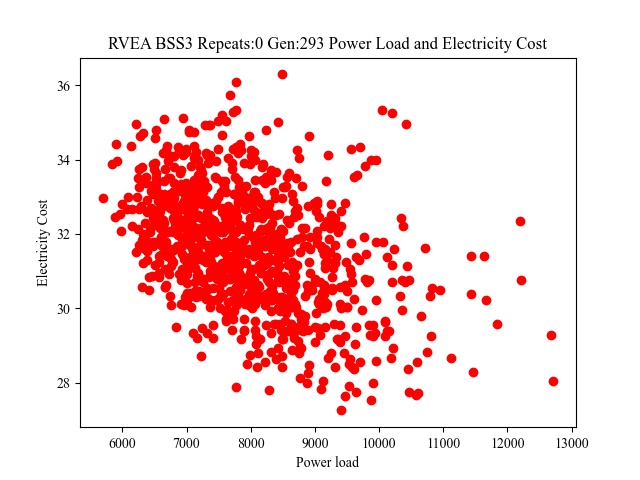 RVEA BSS3 Repeats:0 Gen:293 Power Load and Electricity Cost
36
34
32
30
28
Electricity Cost
6000 7000 8000 9000 10000 11000 12000 13000
Power load